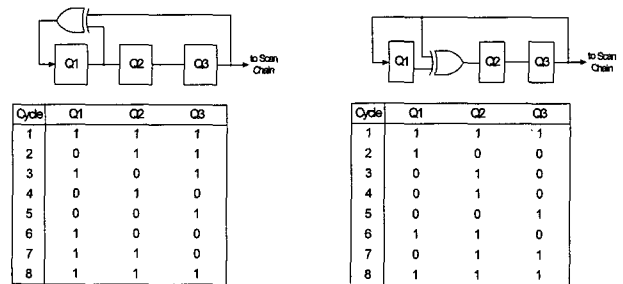 Q1 Q2 Q3
to Scan
Chain
Cycle Q1 Q2 Q3
1 1 1 1
2 0 1 1
3 1 0 1
4 0 1 0
5 0 0 1
6 1 0 0
7 1 1 0
8 1 1 1
Q1 Q2 Q3
to Scan
Chain
Cycle Q1 Q2 Q3
1 1 1 1
2 1 0 0
3 0 1 0
4 0 1 0
5 0 0 1
6 1 1 0
7 0 1 1
8 1 1 1